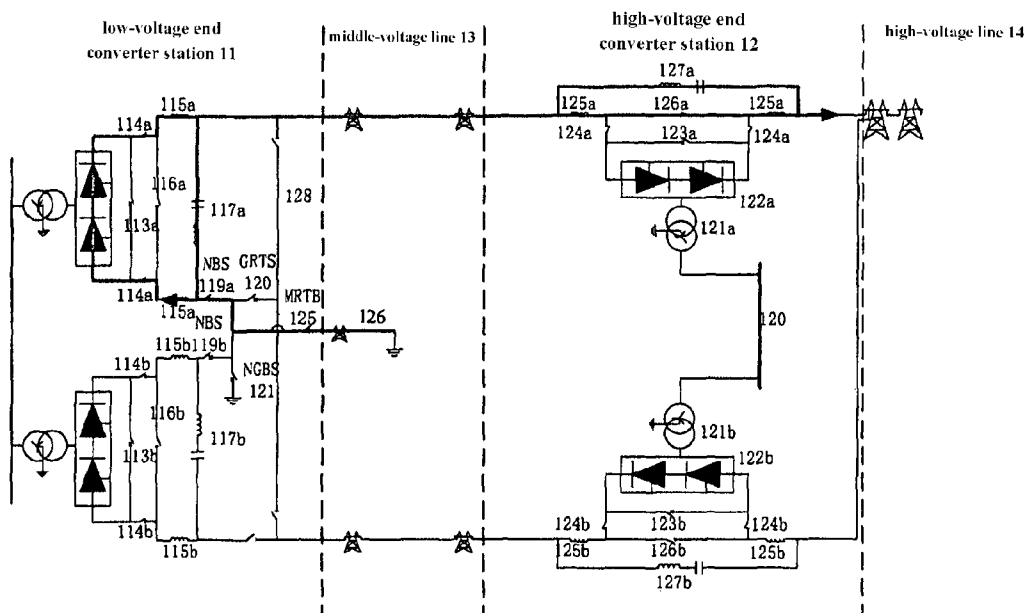 low-voltage end
converter station 11
middle-voltage line 13
high-voltage end
converter station 12
high-voltage line 14
127a
115a
125a
126a
125a
114a
124a
123a
124a
116a
128
122a
117a
113a
121a
NBS
GRTS
114a
119a
120
115a
MRTB
NBS
125
126
120
115b
119b
114b
NGBS
121
116b
121b
117b
122b
113b
114b
124b
123b
124b
115b
125b
126b
125b
127b